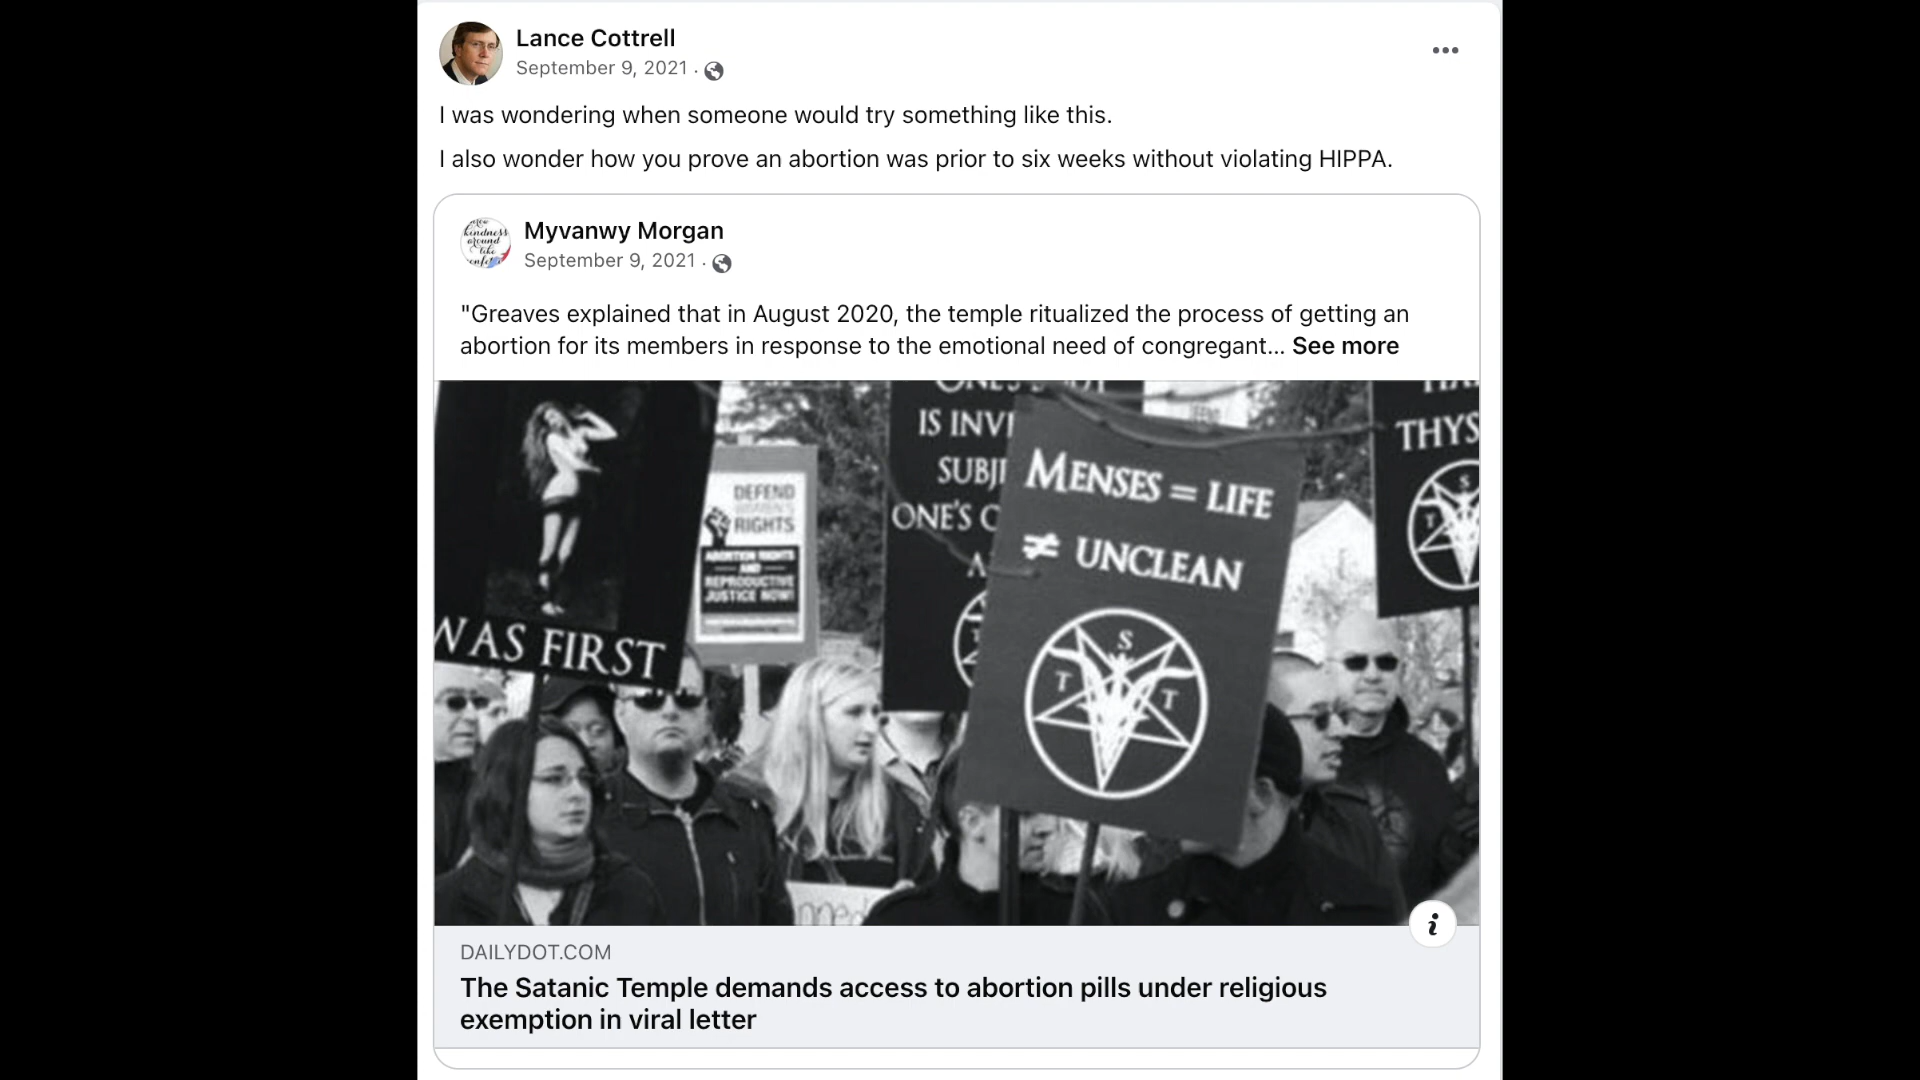 Lance Cottrell
September 9, 2021 ·
I was wondering when someone would try something like this.
I also wonder how you prove an abortion was prior to six weeks without violating HIPPA.
kindness
around
like
Myvanwy Morgan
September 9, 2021 ·
"Greaves explained that in August 2020, the temple ritualized the process of getting an
abortion for its members in response to the emotional need of congregant... See more
WAS FIRST
DEFEND
WOMEN'S
RIGHTS
ABORTION RIGHTS
AND
REPRODUCTIVE
JUSTICE NOW!
IS INV
SUBJ
ONE'S
MENSES = LIFE
≠ UNCLEAN
S
T T
THYS
S
T
DAILYDOT.COM
The Satanic Temple demands access to abortion pills under religious
exemption in viral letter